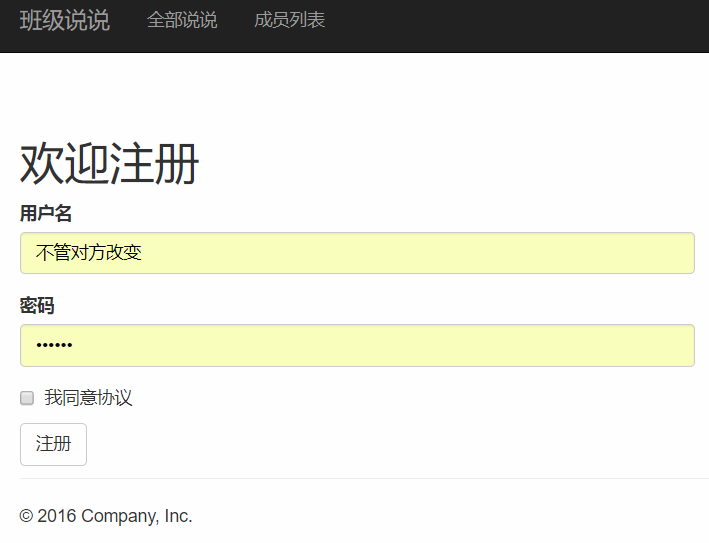 班级说说 全部说说 成员列表
欢迎注册
用户名
不管对方改变
密码
••••••
我同意协议
注册
© 2016 Company, Inc.